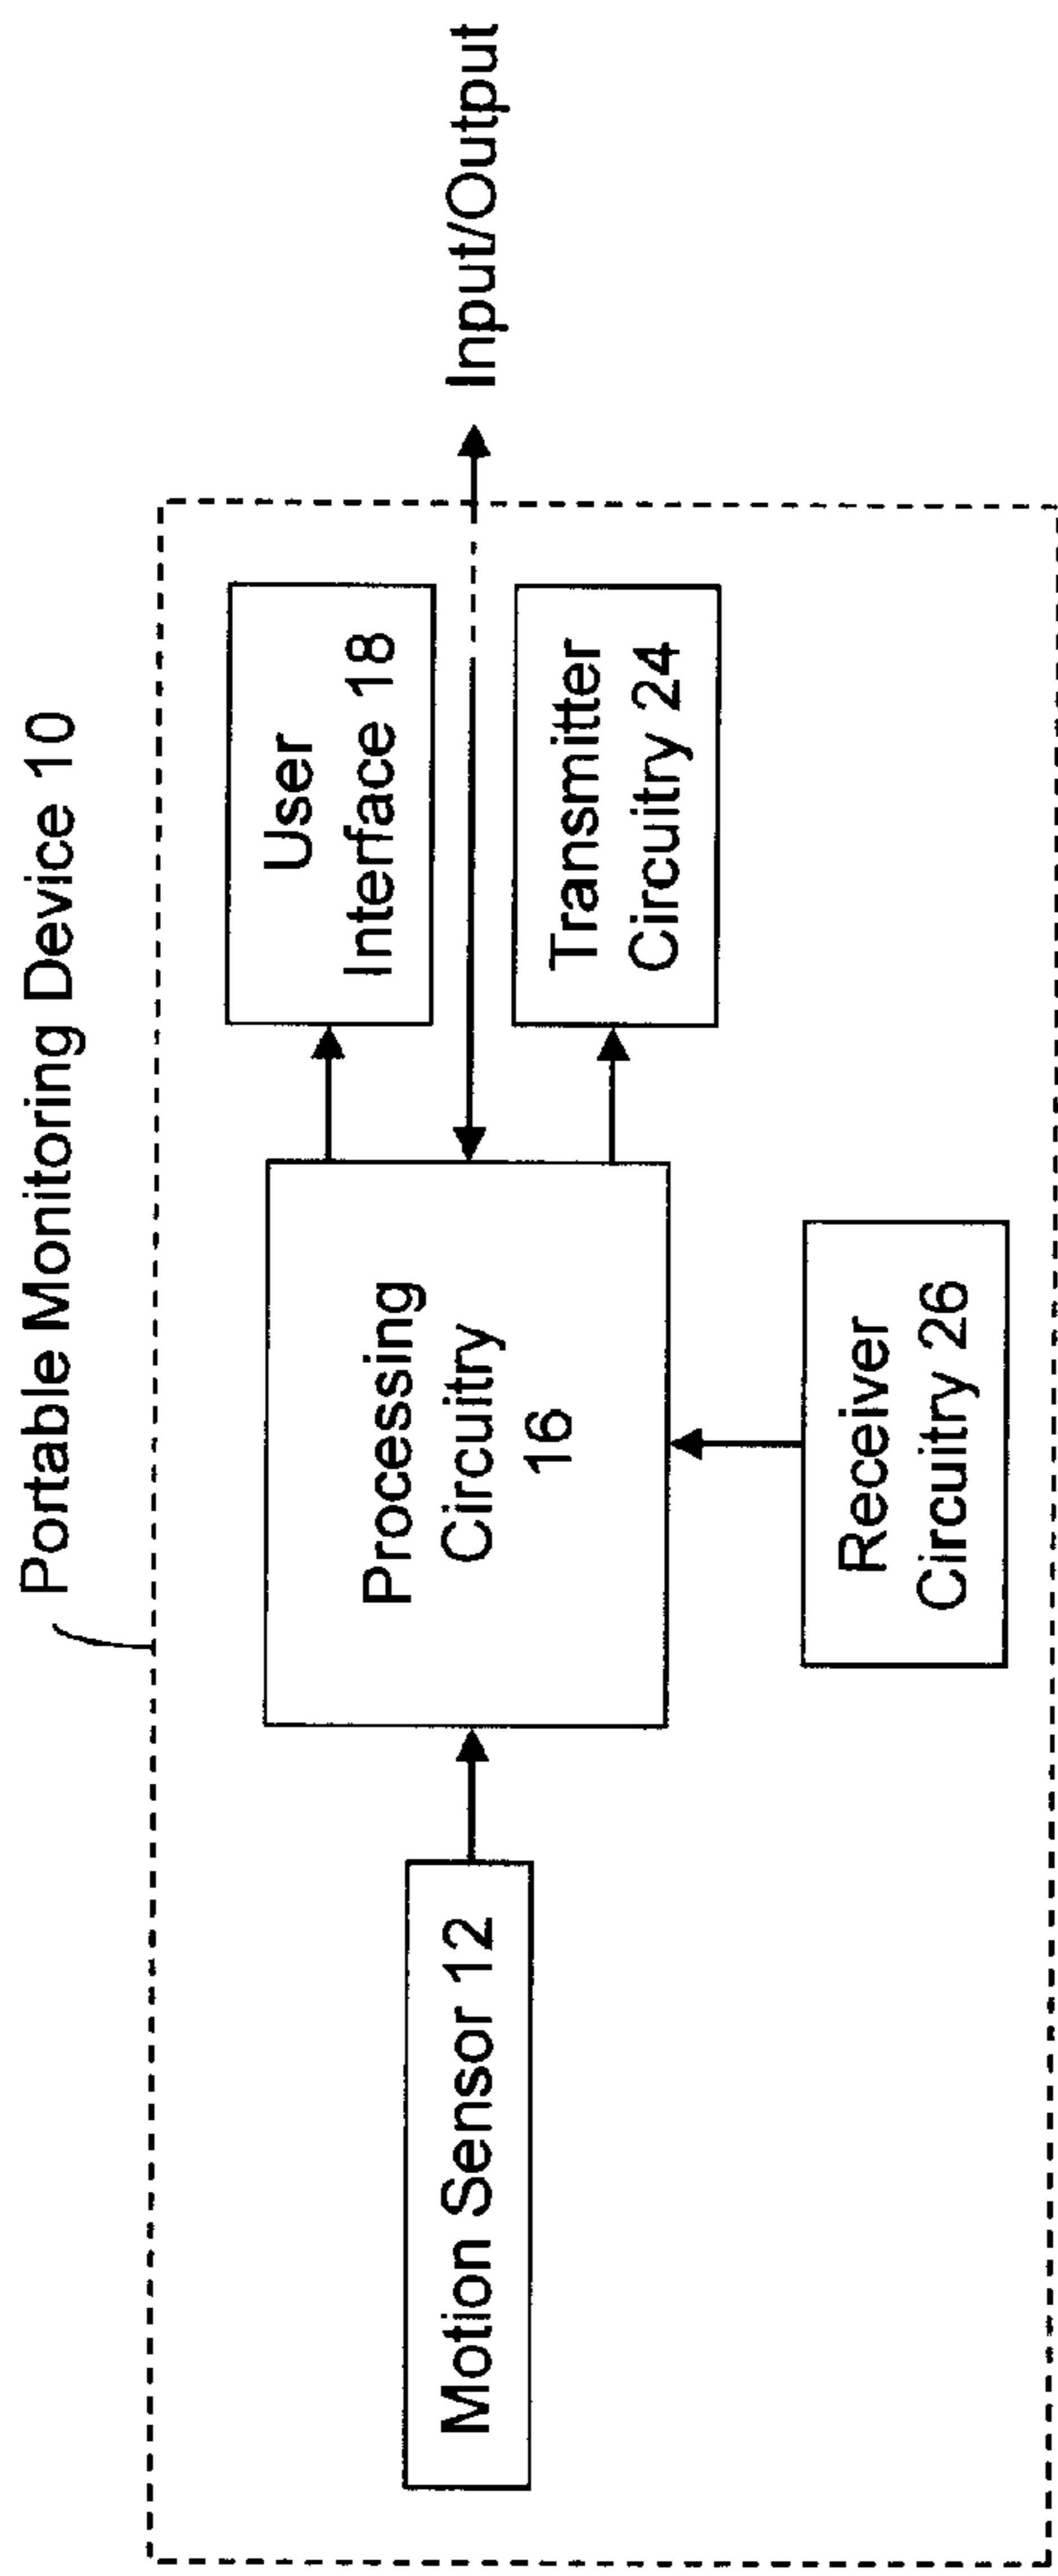 Portable Monitoring Device 10
Motion Sensor 12
Processing
Circuitry
16
User
Interface 18
Input/Output
Transmitter
Circuitry 24
Receiver
Circuitry 26